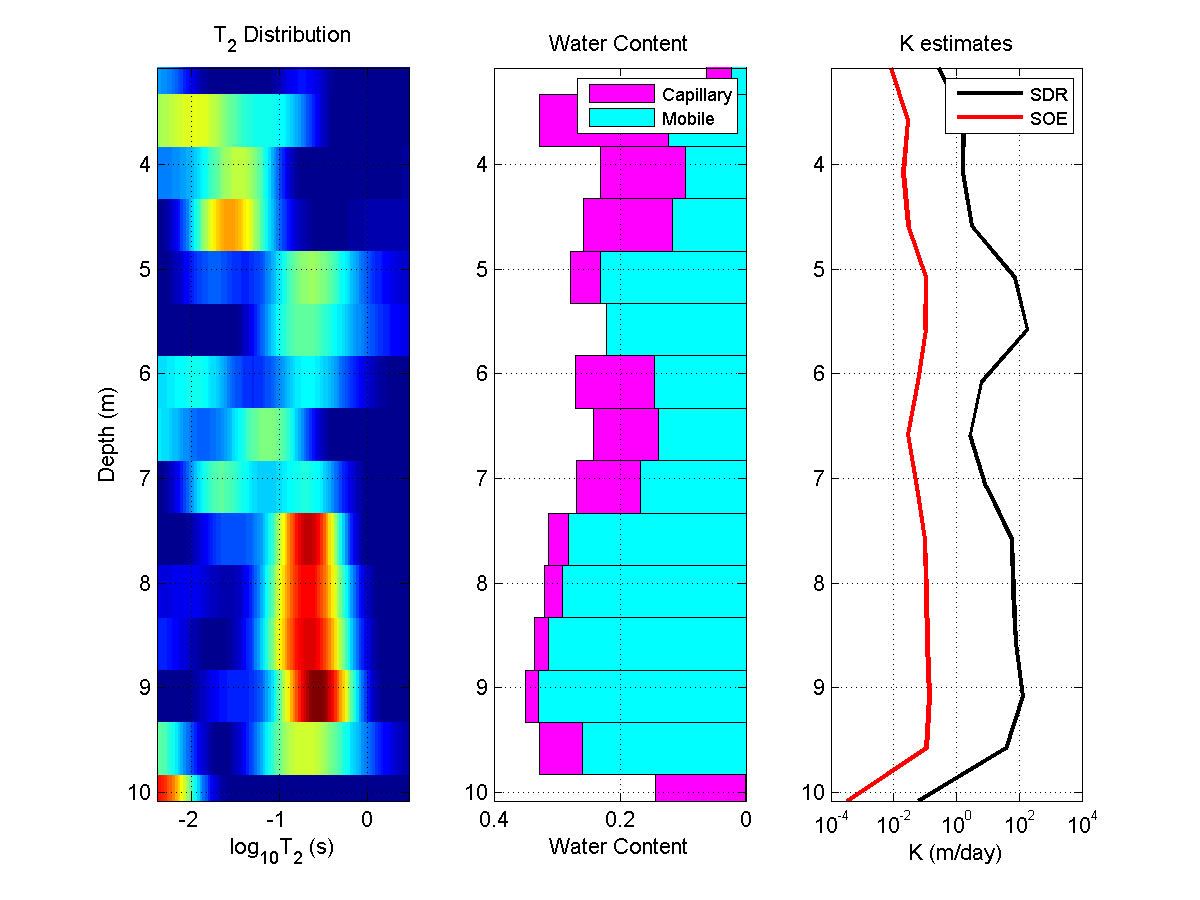 T2 Distribution
Water Content
K estimates
Capillary
Mobile
SDR
SOE
4
5
6
7
8
9
10
Depth (m)
-2
-1
0
log10T2 (s)
4
5
6
7
8
9
10
0.4
0.2
0
Water Content
4
5
6
7
8
9
10
10-4
10-2
100
102
104
K (m/day)